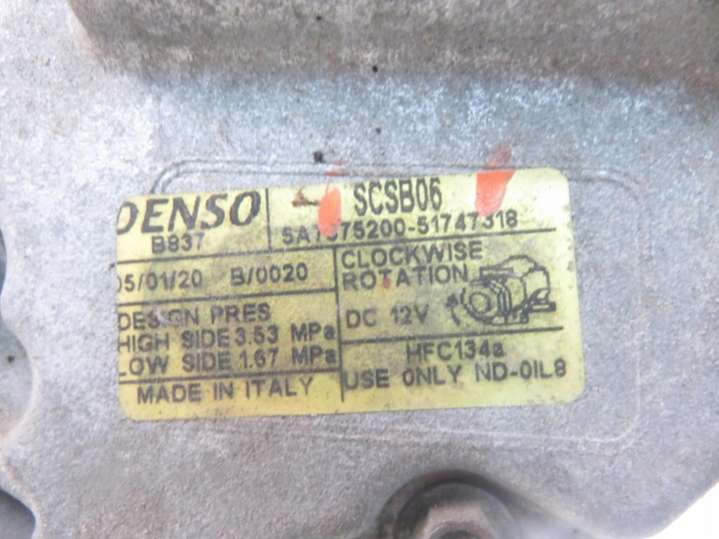 DENSO
B837
SCSB06
SA7375200-51747318
05/01/20 B/0020
CLOCKWISE
ROTATION
DESIGN PRES
HIGH SIDE 3.53 MPa
LOW SIDE 1.67 MPa
DC 12V
MADE IN ITALY
HFC134a
USE ONLY ND-OIL8